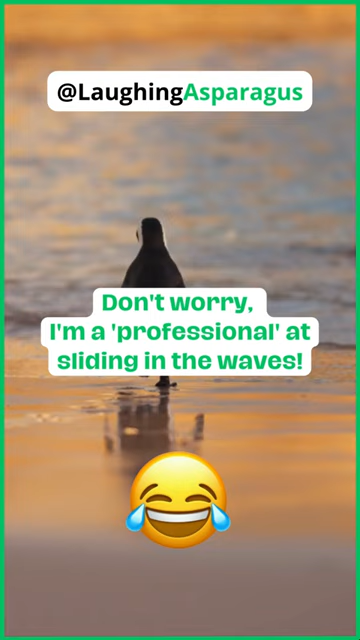 @LaughingAsparagus
Don't worry,
I'm a 'professional' at
sliding in the waves!